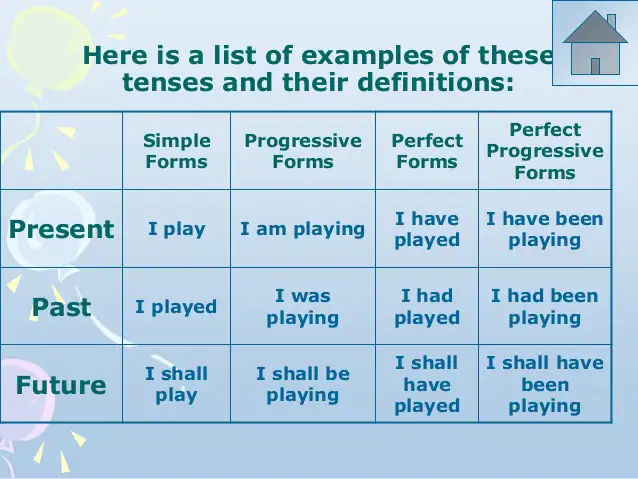 Here is a list of examples of these
tenses and their definitions:
Simple
Forms
Progressive
Forms
Perfect
Forms
Perfect
Progressive
Forms
Present
I play
I am playing
I have
played
I have been
playing
Past
I played
I was
playing
I had
played
I had been
playing
Future
I shall
play
I shall be
playing
I shall
have
played
I shall have
been
playing